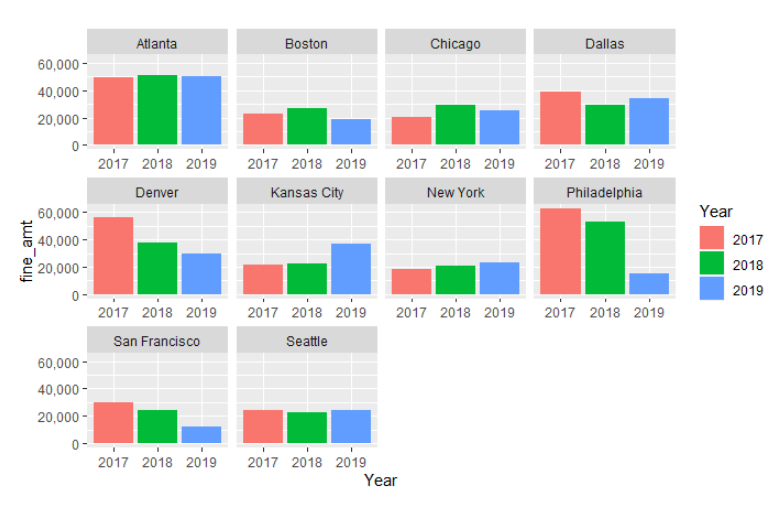 Atlanta Boston Chicago Dallas
60,000
40,000
20,000
0
2017 2018 2019 2017 2018 2019 2017 2018 2019 2017 2018 2019
Denver Kansas City New York Philadelphia
60,000
40,000
20,000
0
2017 2018 2019 2017 2018 2019 2017 2018 2019 2017 2018 2019
San Francisco Seattle
60,000
40,000
20,000
0
2017 2018 2019 2017 2018 2019
Year
fine_amt
Year
2017
2018
2019